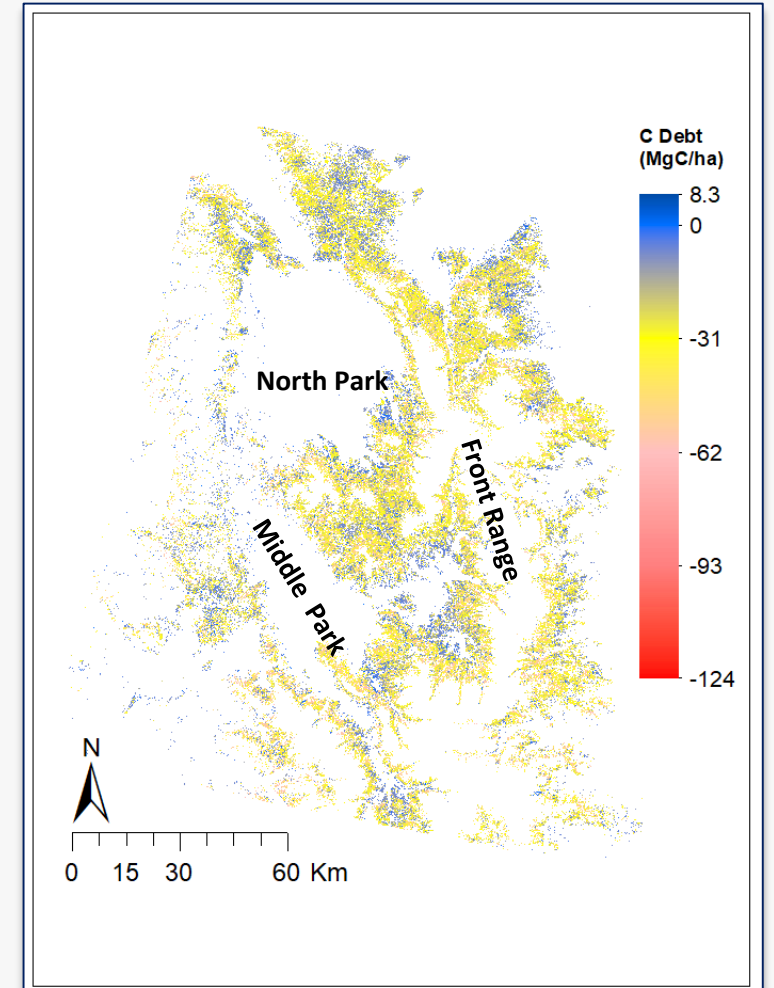 C Debt
(MgC/ha)
8.3
0
-31
-62
-93
-124
North Park
Front Range
Middle Park
N
0 15 30 60 Km